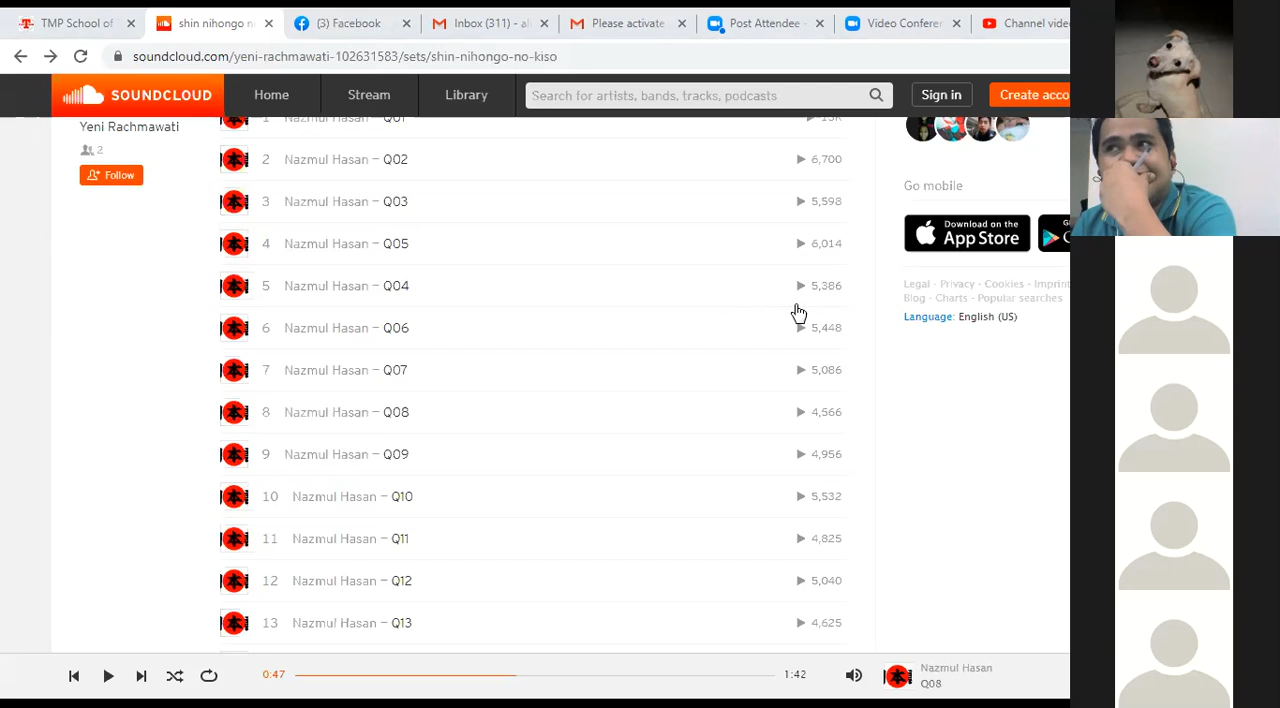 TMP School of
shin nihongo no
(3) Facebook
Inbox (311) - al
Please activate
Post Attendee -
Video Conferen
Channel video
soundcloud.com/yeni-rachmawati-102631583/sets/shin-nihongo-no-kiso
SOUNDCLOUD
Home
Stream
Library
Search for artists, bands, tracks, podcasts
Sign in
Create acco
Yeni Rachmawati
2
Follow
1 Nazmul Hasan – Q01 13K
2 Nazmul Hasan – Q02 6,700
3 Nazmul Hasan – Q03 5,598
4 Nazmul Hasan – Q05 6,014
5 Nazmul Hasan – Q04 5,386
6 Nazmul Hasan – Q06 5,448
7 Nazmul Hasan – Q07 5,086
8 Nazmul Hasan – Q08 4,566
9 Nazmul Hasan – Q09 4,956
10 Nazmul Hasan – Q10 5,532
11 Nazmul Hasan – Q11 4,825
12 Nazmul Hasan – Q12 5,040
13 Nazmul Hasan – Q13 4,625
Go mobile
Download on the
App Store
Legal - Privacy - Cookies - Imprint
Blog - Charts - Popular searches
Language: English (US)
0:47
1:42
Nazmul Hasan
Q08